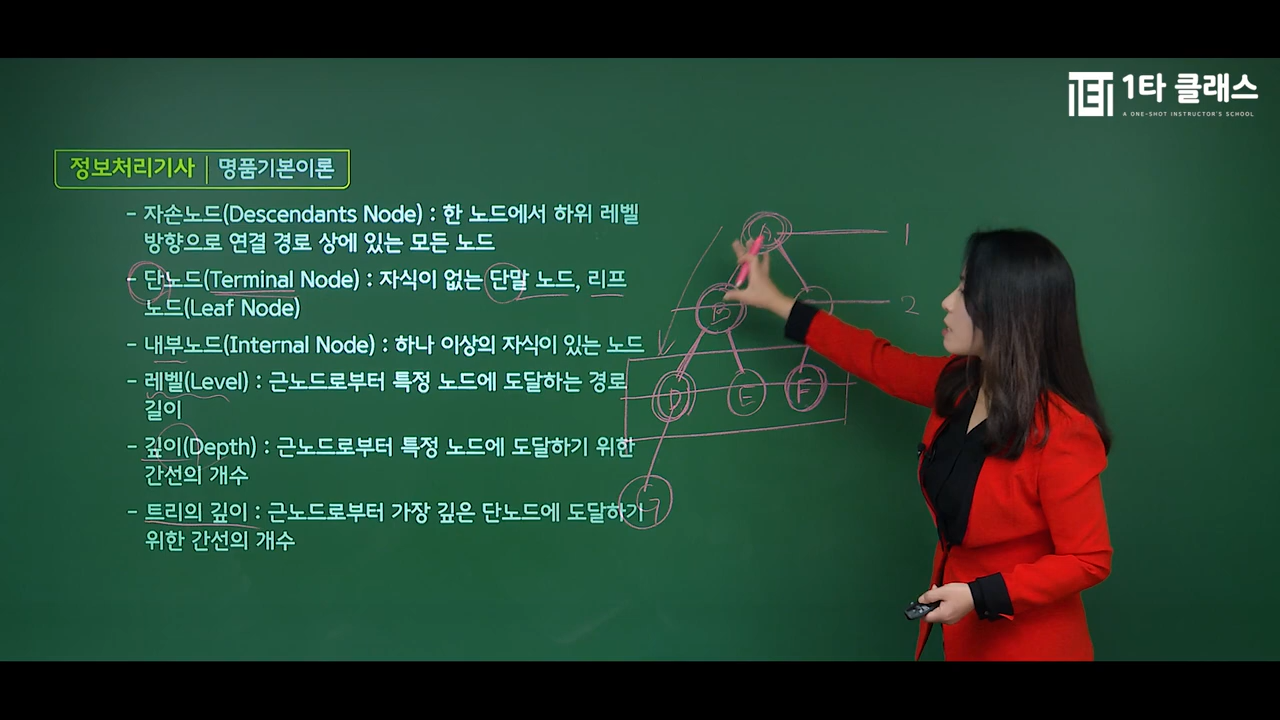 1타 클래스
A ONE-SHOT INSTRUCTOR'S SCHOOL
정보처리기사 | 명품기본이론
- 자손노드(Descendants Node) : 한 노드에서 하위 레벨
방향으로 연결 경로 상에 있는 모든 노드
- 단노드(Terminal Node) : 자식이 없는 단말 노드, 리프
노드(Leaf Node)
- 내부노드(Internal Node) : 하나 이상의 자식이 있는 노드
- 레벨(Level) : 근노드로부터 특정 노드에 도달하는 경로
길이
- 깊이(Depth) : 근노드로부터 특정 노드에 도달하기 위한
간선의 개수
- 트리의 깊이 : 근노드로부터 가장 깊은 단노드에 도달하기
위한 간선의 개수
1
B
2
D E F
G